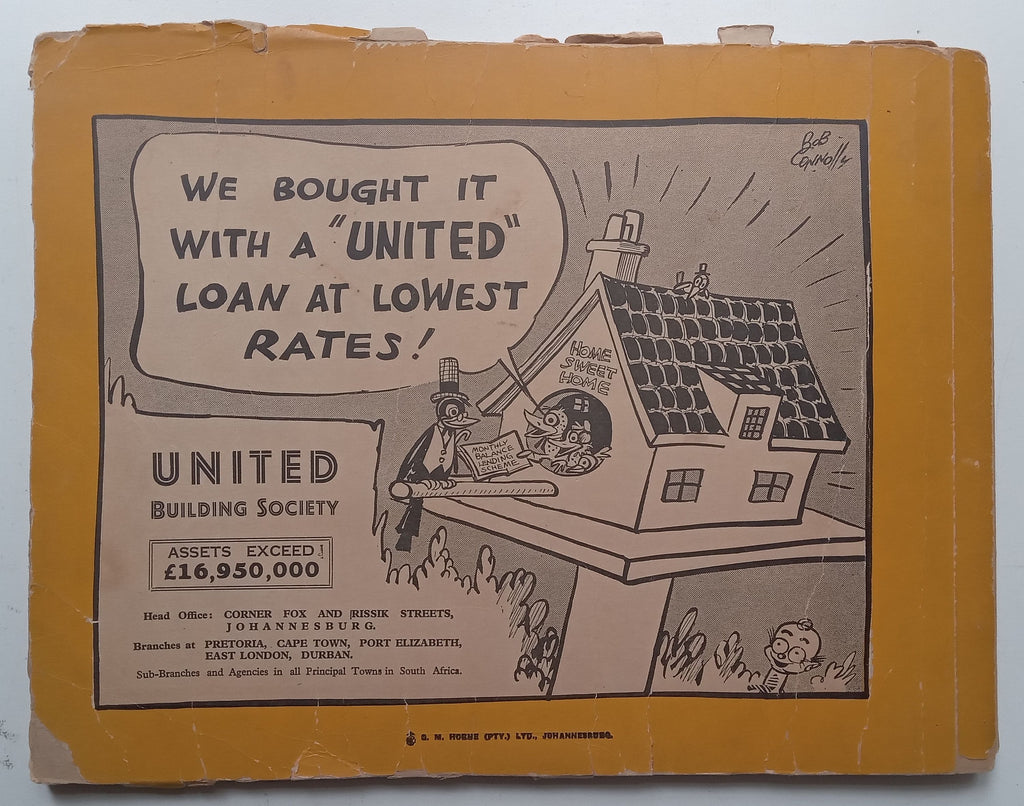 WE BOUGHT IT
WITH A "UNITED"
LOAN AT LOWEST
RATES!
BOB
CONNOLLY
HOME
SWEET
HOME
MONTHLY
BALANCE
LENDING
SCHEME
UNITED
BUILDING SOCIETY
ASSETS EXCEED
£16,950,000
Head Office: CORNER FOX AND RISSIK STREETS,
JOHANNESBURG.
Branches at PRETORIA, CAPE TOWN, PORT ELIZABETH,
EAST LONDON, DURBAN.
Sub-Branches and Agencies in all Principal Towns in South Africa.
G. M. (PTY.) LTD., JOHANNESBURG.